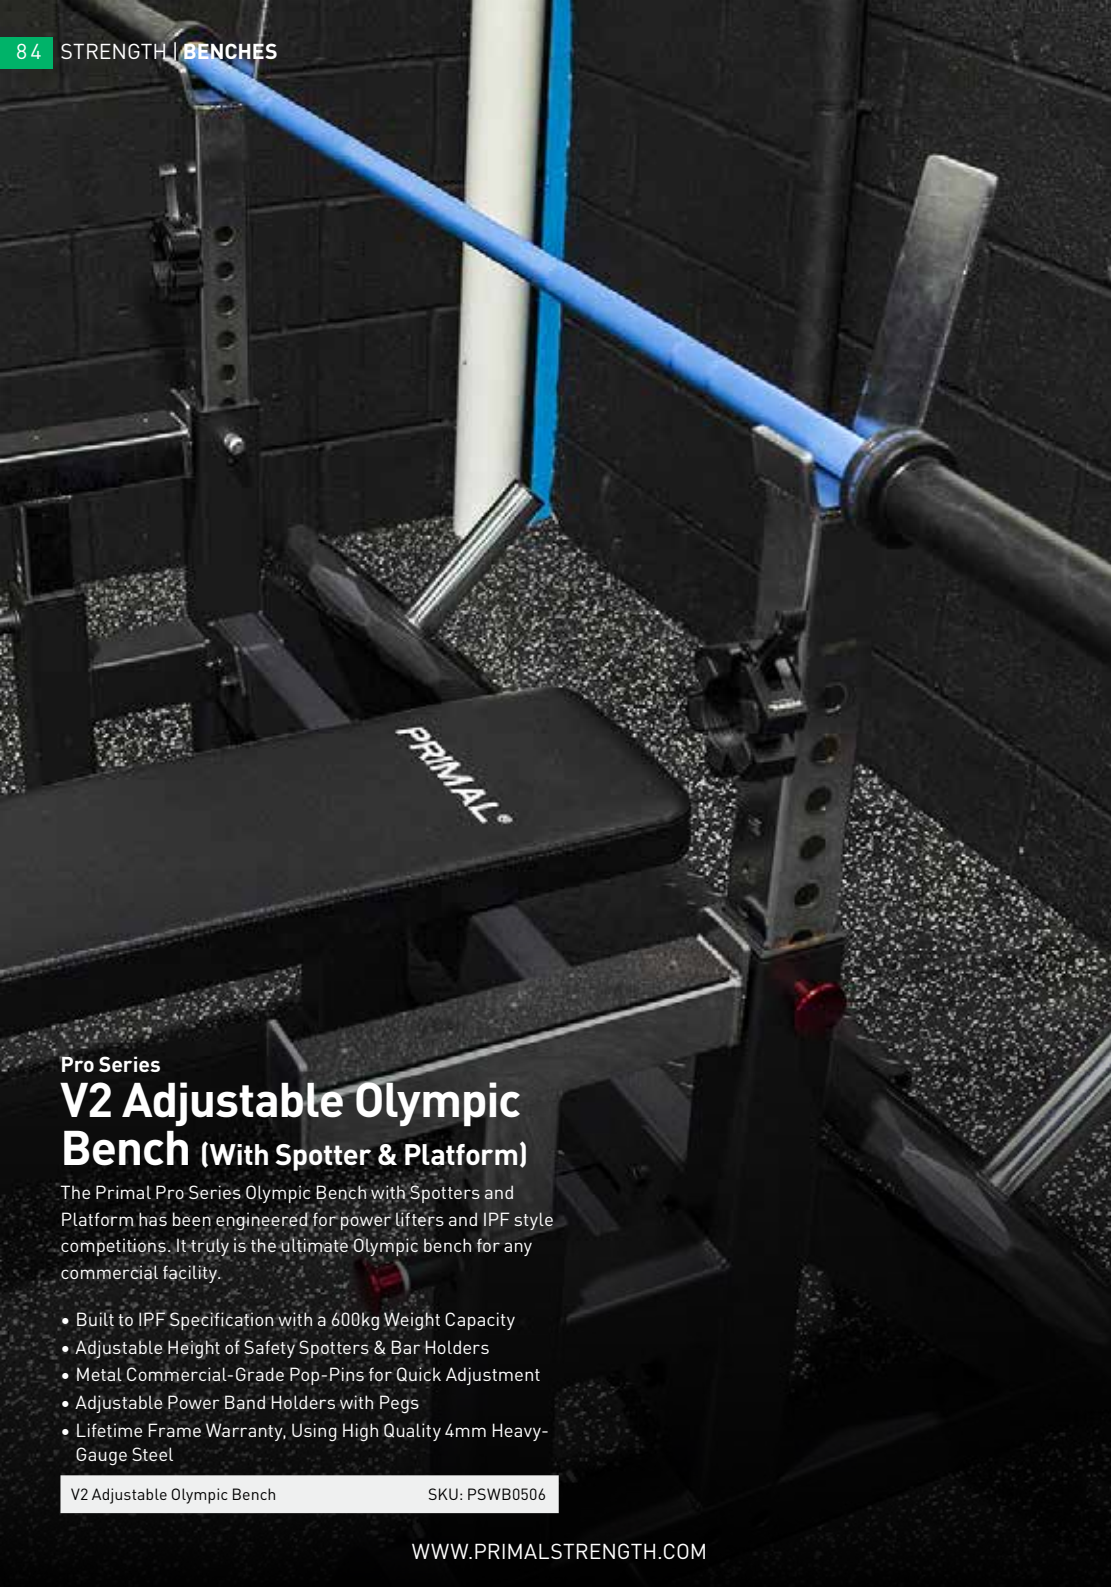 84 STRENGTH | BENCHES
PRIMAL®
Pro Series
V2 Adjustable Olympic
Bench (With Spotter & Platform)
The Primal Pro Series Olympic Bench with Spotters and
Platform has been engineered for power lifters and IPF style
competitions. It truly is the ultimate Olympic bench for any
commercial facility.
• Built to IPF Specification with a 600kg Weight Capacity
• Adjustable Height of Safety Spotters & Bar Holders
• Metal Commercial-Grade Pop-Pins for Quick Adjustment
• Adjustable Power Band Holders with Pegs
• Lifetime Frame Warranty, Using High Quality 4mm Heavy-
Gauge Steel
V2 Adjustable Olympic Bench SKU: PSWB0506
WWW.PRIMALSTRENGTH.COM